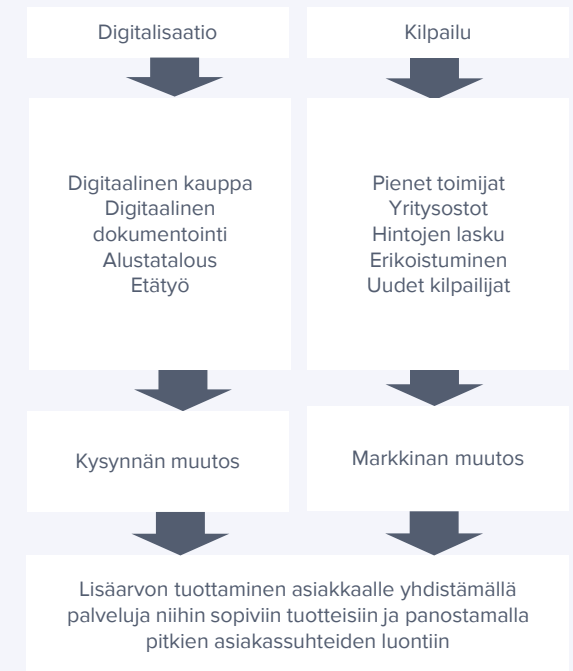 Digitalisaatio
Kilpailu
Digitaalinen kauppa
Digitaalinen
dokumentointi
Alustatalous
Etätyö
Pienet toimijat
Yritysostot
Hintojen lasku
Erikoistuminen
Uudet kilpailijat
Kysynnän muutos
Markkinan muutos
Lisäarvon tuottaminen asiakkaalle yhdistämällä
palveluja niihin sopiviin tuotteisiin ja panostamalla
pitkien asiakassuhteiden luontiin